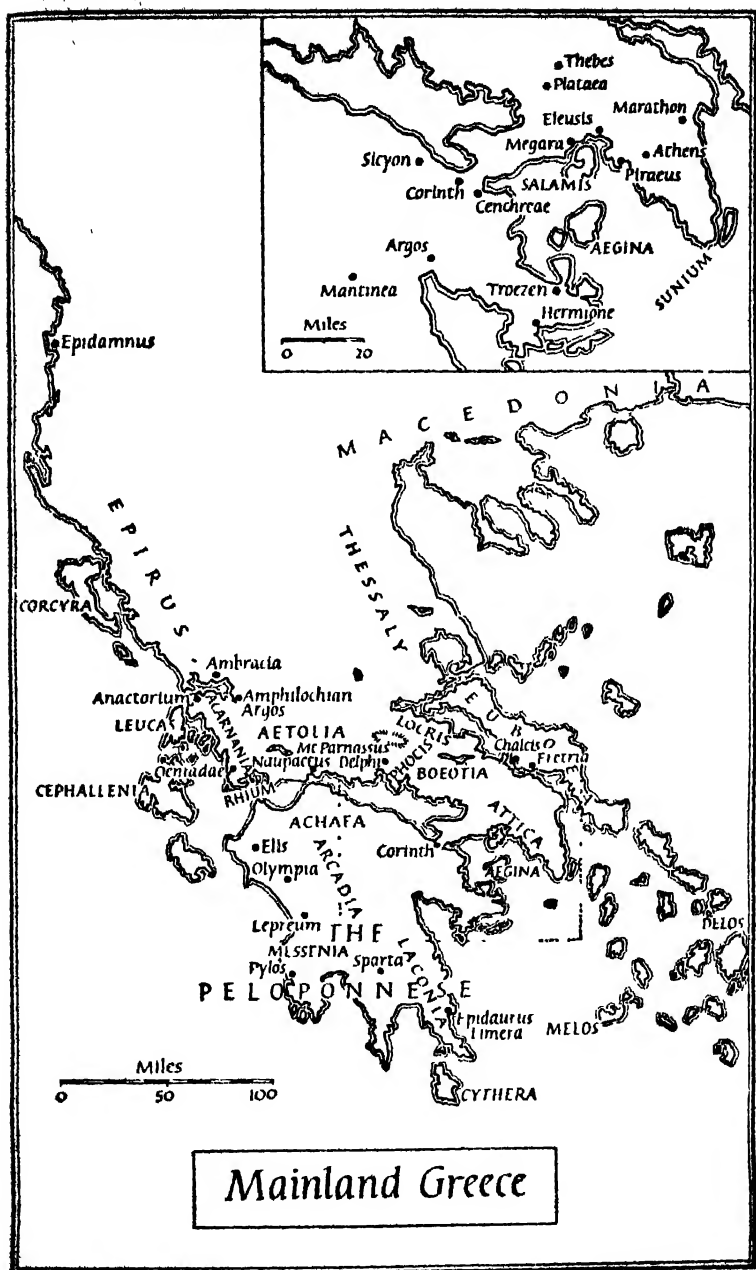 Thebes
Plataea
Marathon
Eleusis
Megara
Athens
Sicyon
Piraeus
SALAMIS
Corinth
Cenchreae
AEGINA
Argos
SUNIUM
Mantinea
Troezen
Hermione
Miles
0 20
Epidamnus
MACEDONIA
EPIRUS
THESSALY
CORCYRA
Ambracia
Anactorium
Amphilochian
Argos
LEUCAS
ACARNANIA
AETOLIA
LOCRIS
EUBOEA
Chalcis
Eretria
Mt Parnassus
Naupactus
Delphi
PHOCIS
BOEOTIA
Oeniadae
CEPHALLENIA
RHIUM
ACHAEA
ATTICA
Elis
Corinth
Olympia
ARCADIA
AEGINA
Lepreum
THE
DELOS
MESSENIA
Sparta
LACONIA
Pylos
PELOPONNESE
Epidaurus
Limera
MELOS
Miles
0 50 100
CYTHERA
Mainland Greece